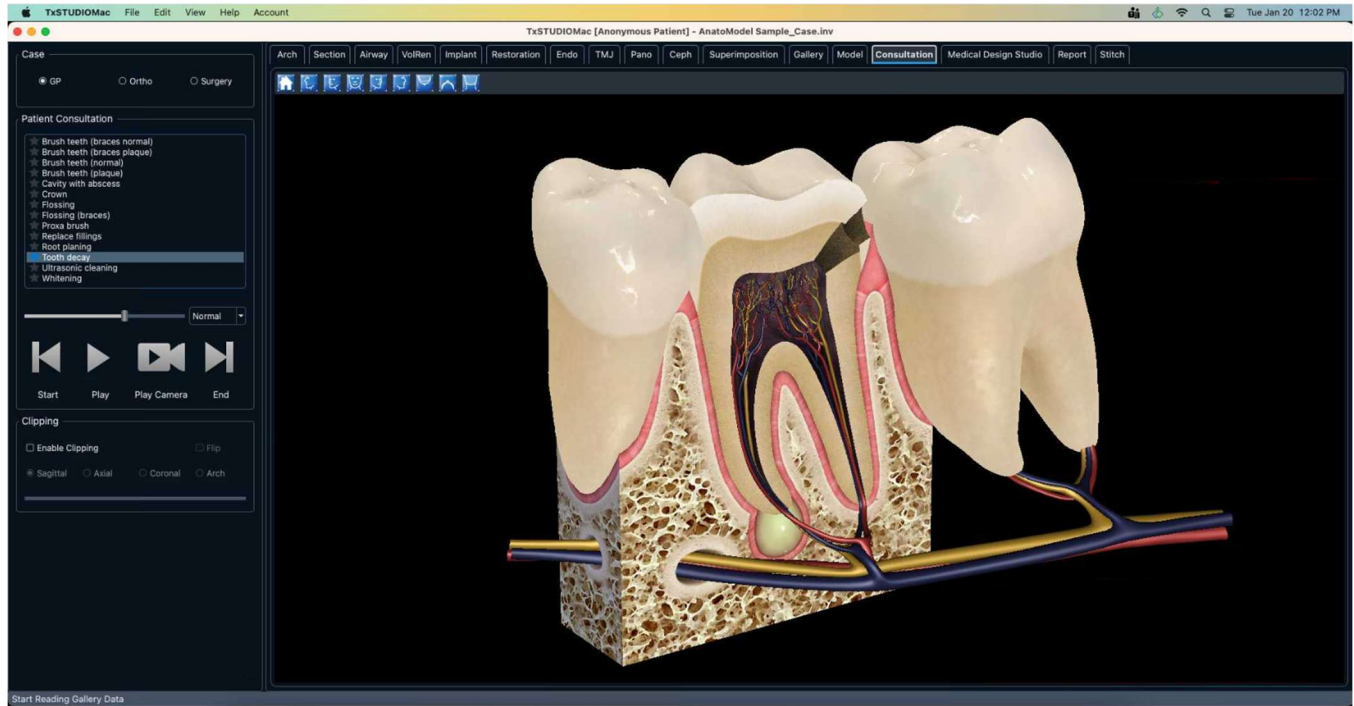 TxSTUDIOMac File Edit View Help Account
Tue Jan 20 12:02 PM
TxSTUDIOMac [Anonymous Patient] - AnatoModel Sample_Case.inv
Case
GP Ortho Surgery
Patient Consultation
Brush teeth (braces normal)
Brush teeth (braces plaque)
Brush teeth (normal)
Brush teeth (plaque)
Cavity with abscess
Crown
Flossing
Flossing (braces)
Proxa brush
Replace fillings
Root planing
Tooth decay
Ultrasonic cleaning
Whitening
Normal
Start Play Play Camera End
Clipping
Enable Clipping Flip
Sagittal Axial Coronal Arch
Arch Section Airway VolRen Implant Restoration Endo TMJ Pano Ceph Superimposition Gallery Model Consultation Medical Design Studio Report Stitch
Start Reading Gallery Data